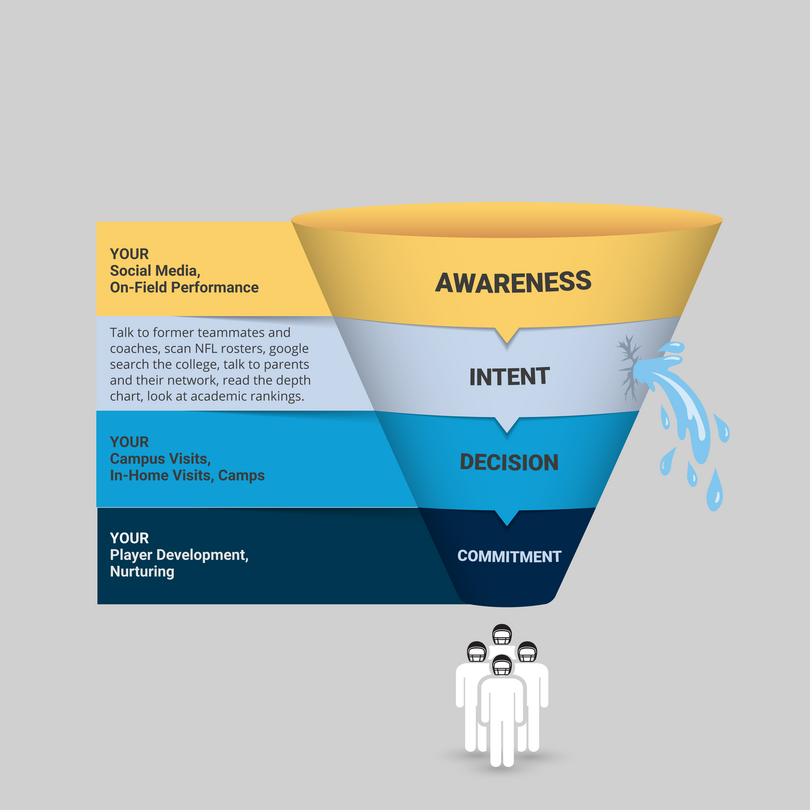 YOUR
Social Media,
On-Field Performance
AWARENESS
Talk to former teammates and
coaches, scan NFL rosters, google
search the college, talk to parents
and their network, read the depth
chart, look at academic rankings.
INTENT
YOUR
Campus Visits,
In-Home Visits, Camps
DECISION
YOUR
Player Development,
Nurturing
COMMITMENT